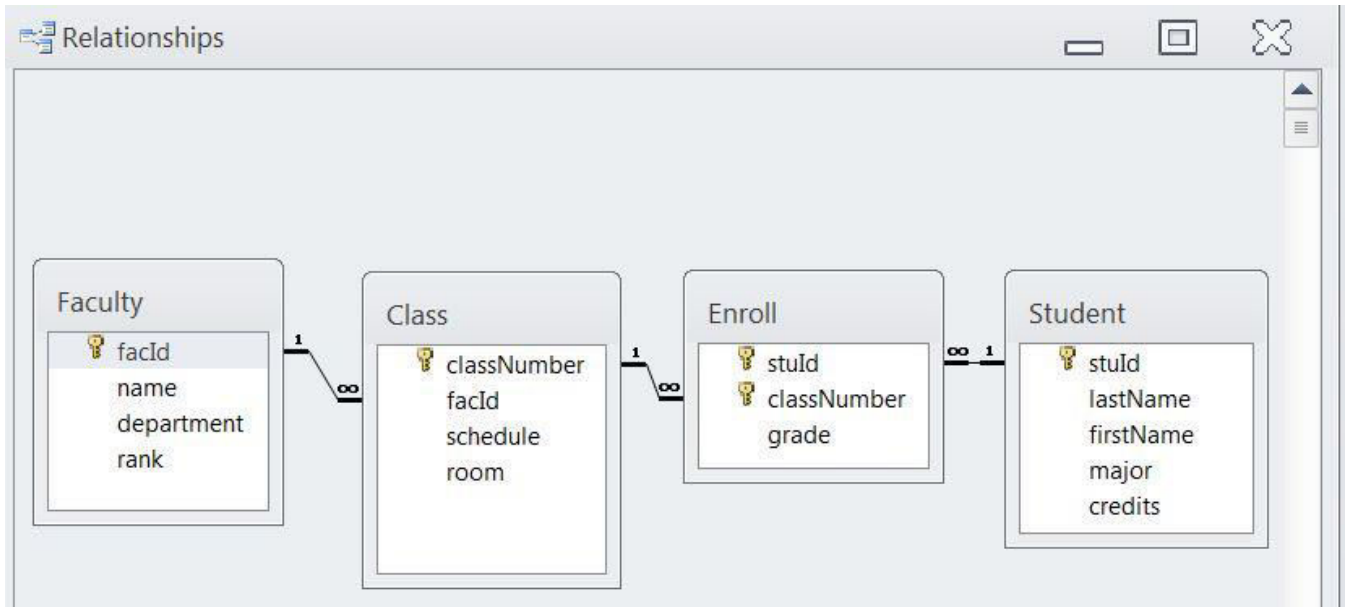 Relationships
Faculty
facId
name
department
rank
1
∞
Class
classNumber
facId
schedule
room
1
∞
Enroll
stuId
classNumber
grade
∞ 1
Student
stuId
lastName
firstName
major
credits